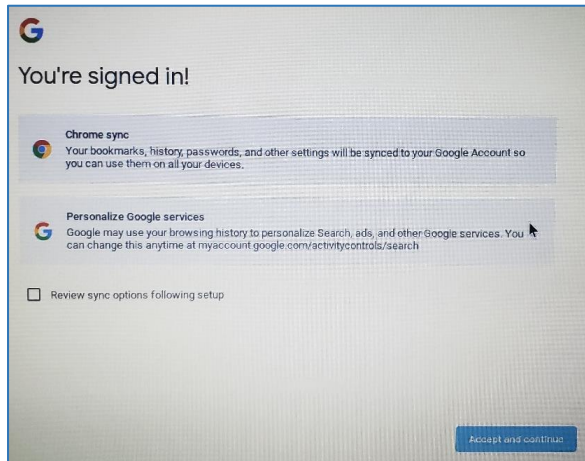 You're signed in!
Chrome sync
Your bookmarks, history, passwords, and other settings will be synced to your Google Account so
you can use them on all your devices.
Personalize Google services
Google may use your browsing history to personalize Search, ads, and other Google services. You
can change this anytime at myaccount.google.com/activitycontrols/search
Review sync options following setup
Accept and continue